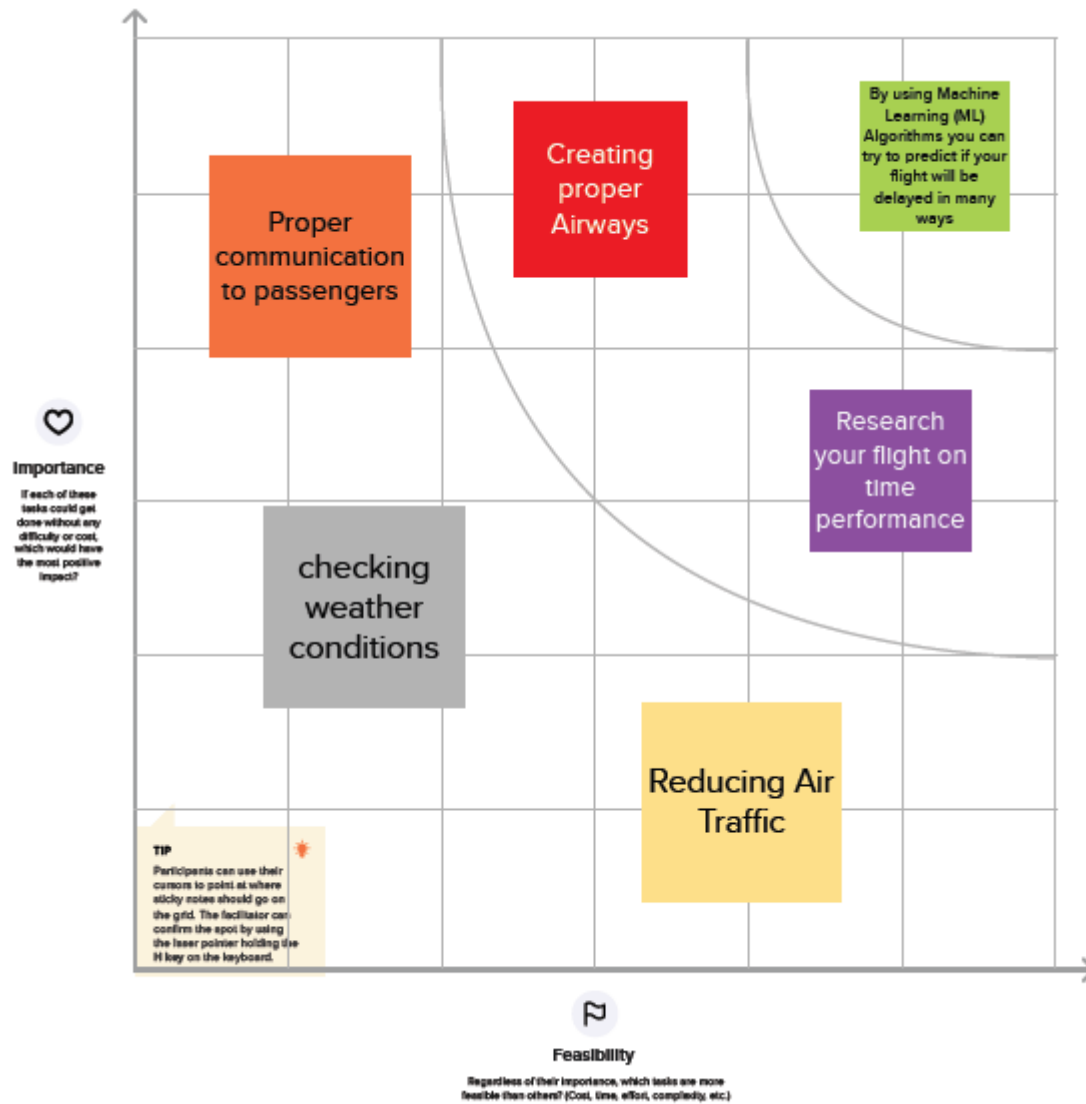 By using Machine
Learning (ML)
Algorithms you can
try to predict if your
flight will be
delayed in many
ways
Creating
proper
Airways
Proper
communication
to passengers
Research
your flight on
time
performance
Importance
If each of these
tasks could get
done without any
difficulty or cost,
which would have
the most positive
impact?
checking
weather
conditions
Reducing Air
Traffic
TIP
Participants can use their
cursors to point at where
sticky notes should go on
the grid. The facilitator can
confirm the spot by using
the laser pointer holding the
H key on the keyboard.
Feasibility
Regardless of their importance, which tasks are more
feasible than others? (Cost, time, effort, complexity, etc.)